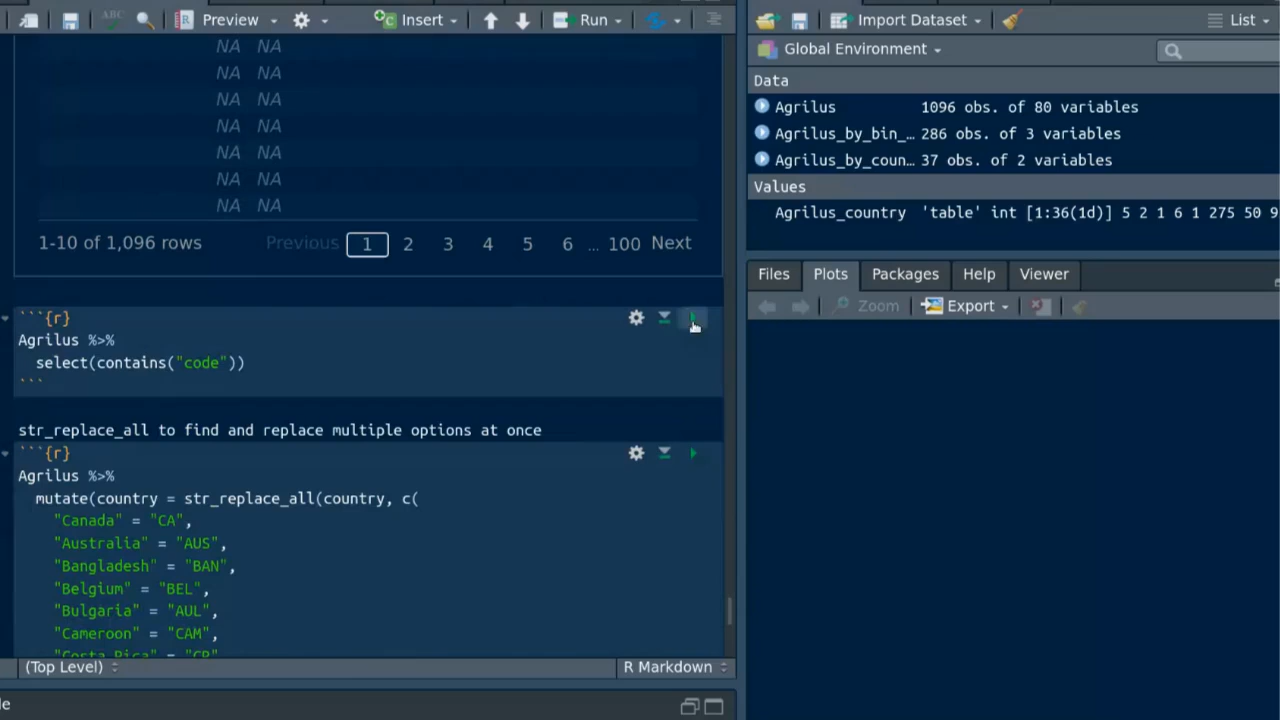 ABC Preview Insert Run
NA NA
NA NA
NA NA
NA NA
NA NA
NA NA
NA NA
1-10 of 1,096 rows Previous 1 2 3 4 5 6 ... 100 Next
```{r}
Agrilus %>%
select(contains("code"))
```
str_replace_all to find and replace multiple options at once
```{r}
Agrilus %>%
mutate(country = str_replace_all(country, c(
"Canada" = "CA",
"Australia" = "AUS",
"Bangladesh" = "BAN",
"Belgium" = "BEL",
"Bulgaria" = "AUL",
"Cameroon" = "CAM",
"Costa Rica" = "CR"
(Top Level) R Markdown
le
Import Dataset List
Global Environment
Data
Agrilus 1096 obs. of 80 variables
Agrilus_by_bin_… 286 obs. of 3 variables
Agrilus_by_coun… 37 obs. of 2 variables
Values
Agrilus_country 'table' int [1:36(1d)] 5 2 1 6 1 275 50 9
Files Plots Packages Help Viewer
Zoom Export